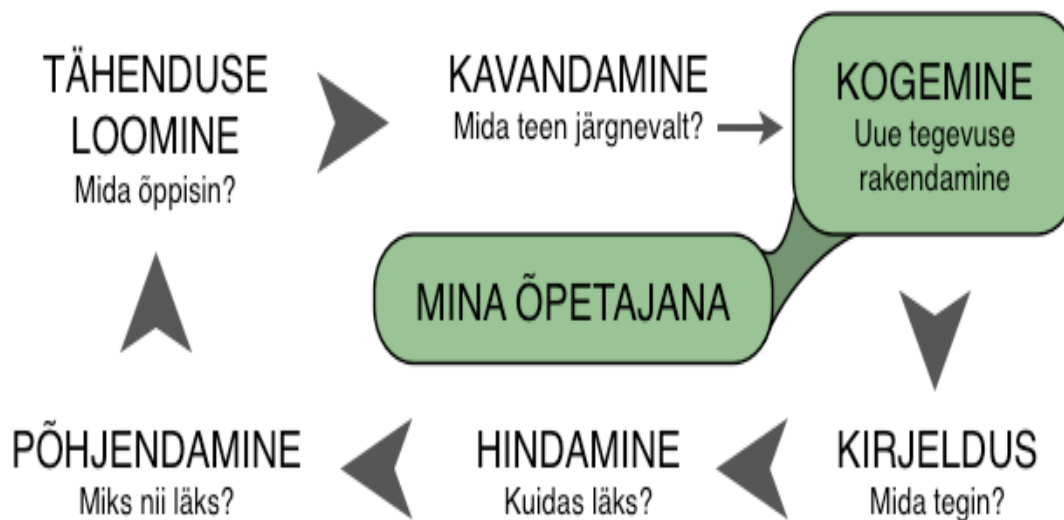 TÄHENDUSE
LOOMINE
Mida õppisin?
KAVANDAMINE
Mida teen järgnevalt?
KOGEMINE
Uue tegevuse
rakendamine
MINA ÕPETAJANA
PÕHJENDAMINE
Miks nii läks?
HINDAMINE
Kuidas läks?
KIRJELDUS
Mida tegin?